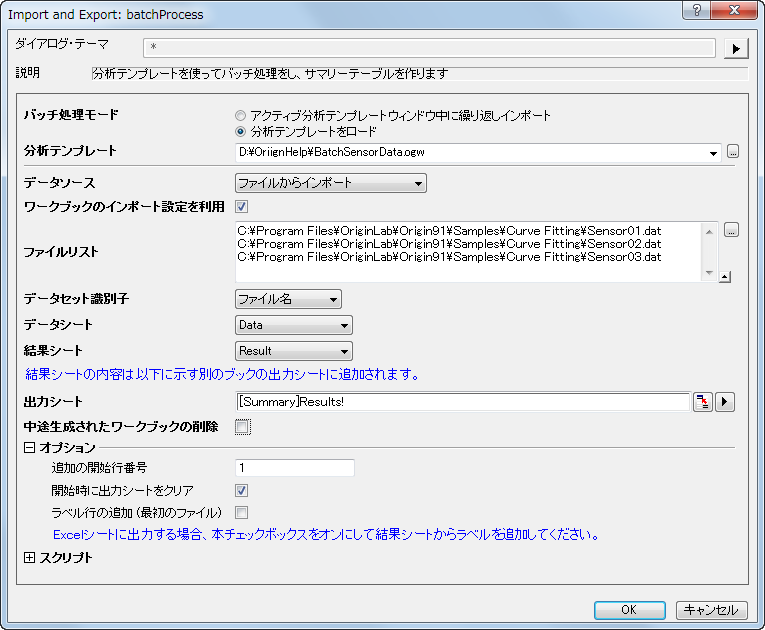 Import and Export: batchProcess
ダイアログ・テーマ
*
説明
分析テンプレートを使ってバッチ処理をし、サマリーテーブルを作ります
バッチ処理モード
アクティブ分析テンプレートウィンドウ中に繰り返しインポート
分析テンプレートをロード
分析テンプレート
D:¥OriignHelp¥BatchSensorData.ogw
...
データソース
ファイルからインポート
ワークブックのインポート設定を利用
ファイルリスト
C:¥Program Files¥OriginLab¥Origin91¥Samples¥Curve Fitting¥Sensor01.dat
C:¥Program Files¥OriginLab¥Origin91¥Samples¥Curve Fitting¥Sensor02.dat
C:¥Program Files¥OriginLab¥Origin91¥Samples¥Curve Fitting¥Sensor03.dat
...
データセット識別子
ファイル名
データシート
Data
結果シート
Result
結果シートの内容は以下に示す別のブックの出力シートに追加されます。
出力シート
[Summary]Results!
中途生成されたワークブックの削除
オプション
追加の開始行番号
1
開始時に出力シートをクリア
ラベル行の追加（最初のファイル）
Excelシートに出力する場合、本チェックボックスをオンにして結果シートからラベルを追加してください。
スクリプト
OK
キャンセル